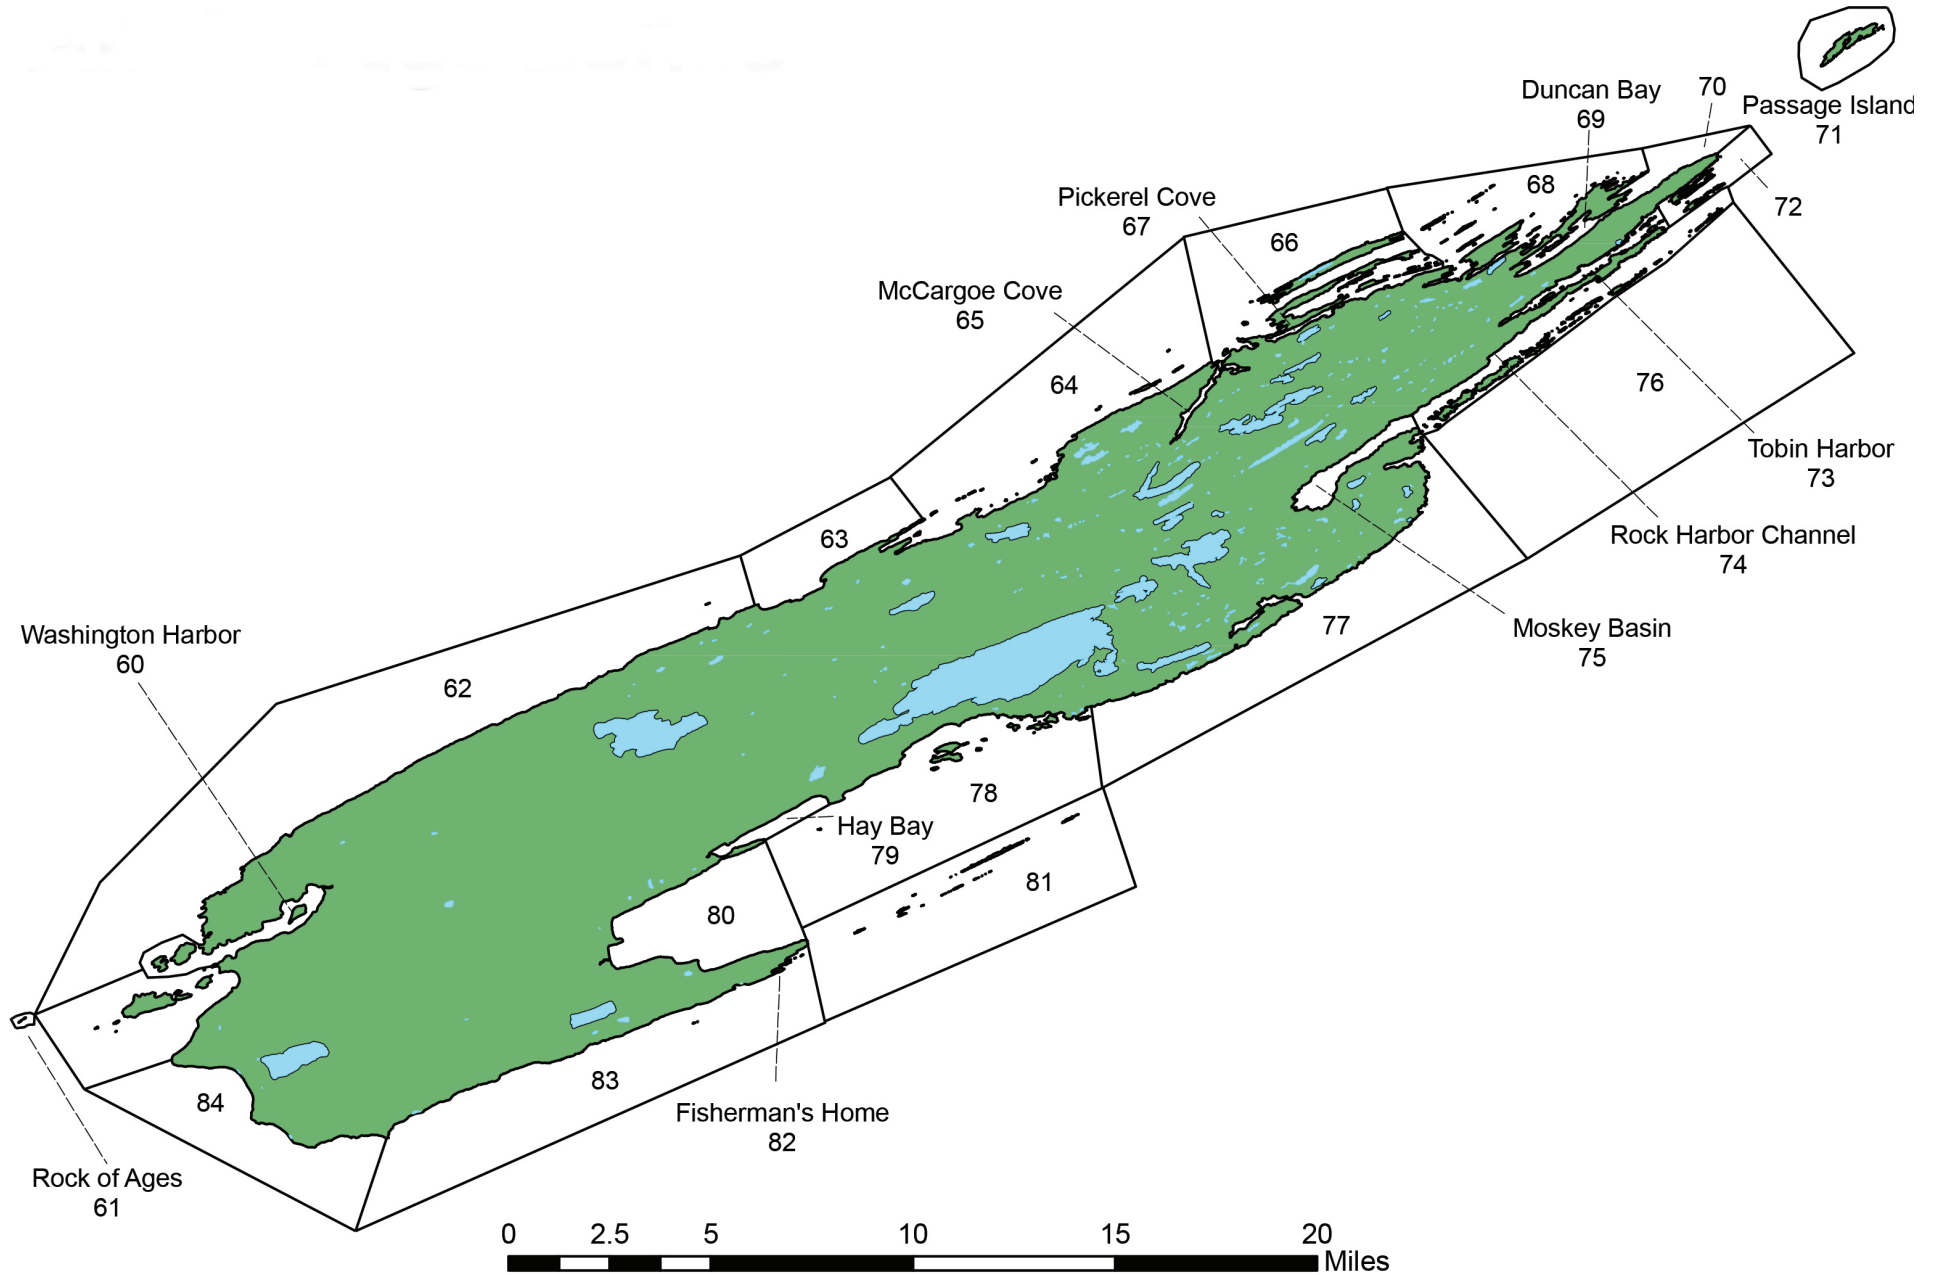 Duncan Bay
69
70
Passage Island
71
68
72
Pickerel Cove
67
66
McCargoe Cove
65
64
76
Tobin Harbor
73
63
Rock Harbor Channel
74
Washington Harbor
60
62
77
Moskey Basin
75
78
Hay Bay
79
81
80
84
83
Fisherman's Home
82
Rock of Ages
61
0 2.5 5 10 15 20
Miles